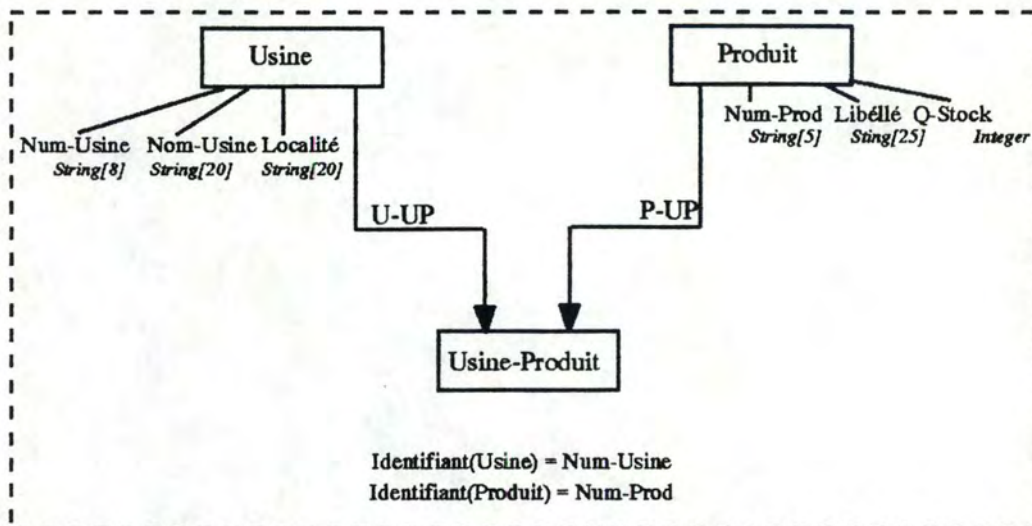 Usine
Produit
Num-Usine Nom-Usine Localité
String[8] String[20] String[20]
Num-Prod Libéllé Q-Stock
String[5] Sting[25] Integer
U-UP
P-UP
Usine-Produit
Identifiant(Usine) = Num-Usine
Identifiant(Produit) = Num-Prod